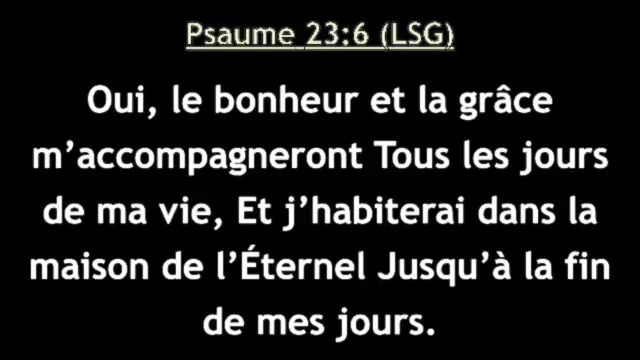 Psaume 23:6 (LSG)
Oui, le bonheur et la grâce
m’accompagneront Tous les jours
de ma vie, Et j’habiterai dans la
maison de l’Éternel Jusqu’à la fin
de mes jours.